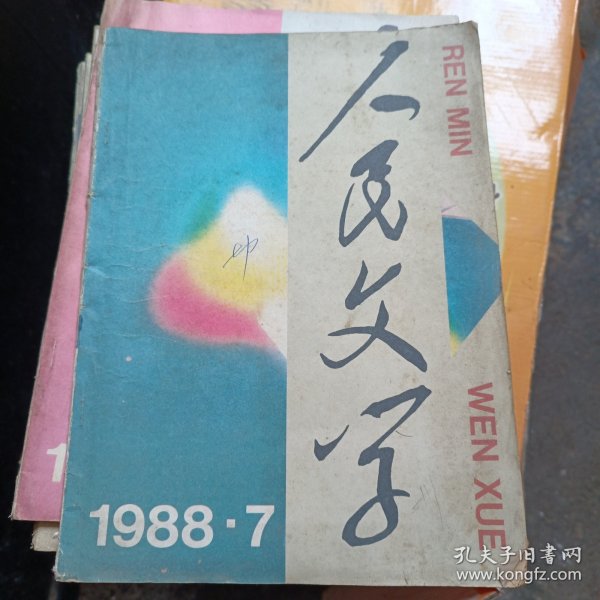 人民文学
REN MIN
WEN XUE
1988·7
1
孔夫子旧书网
www.kongfz.com